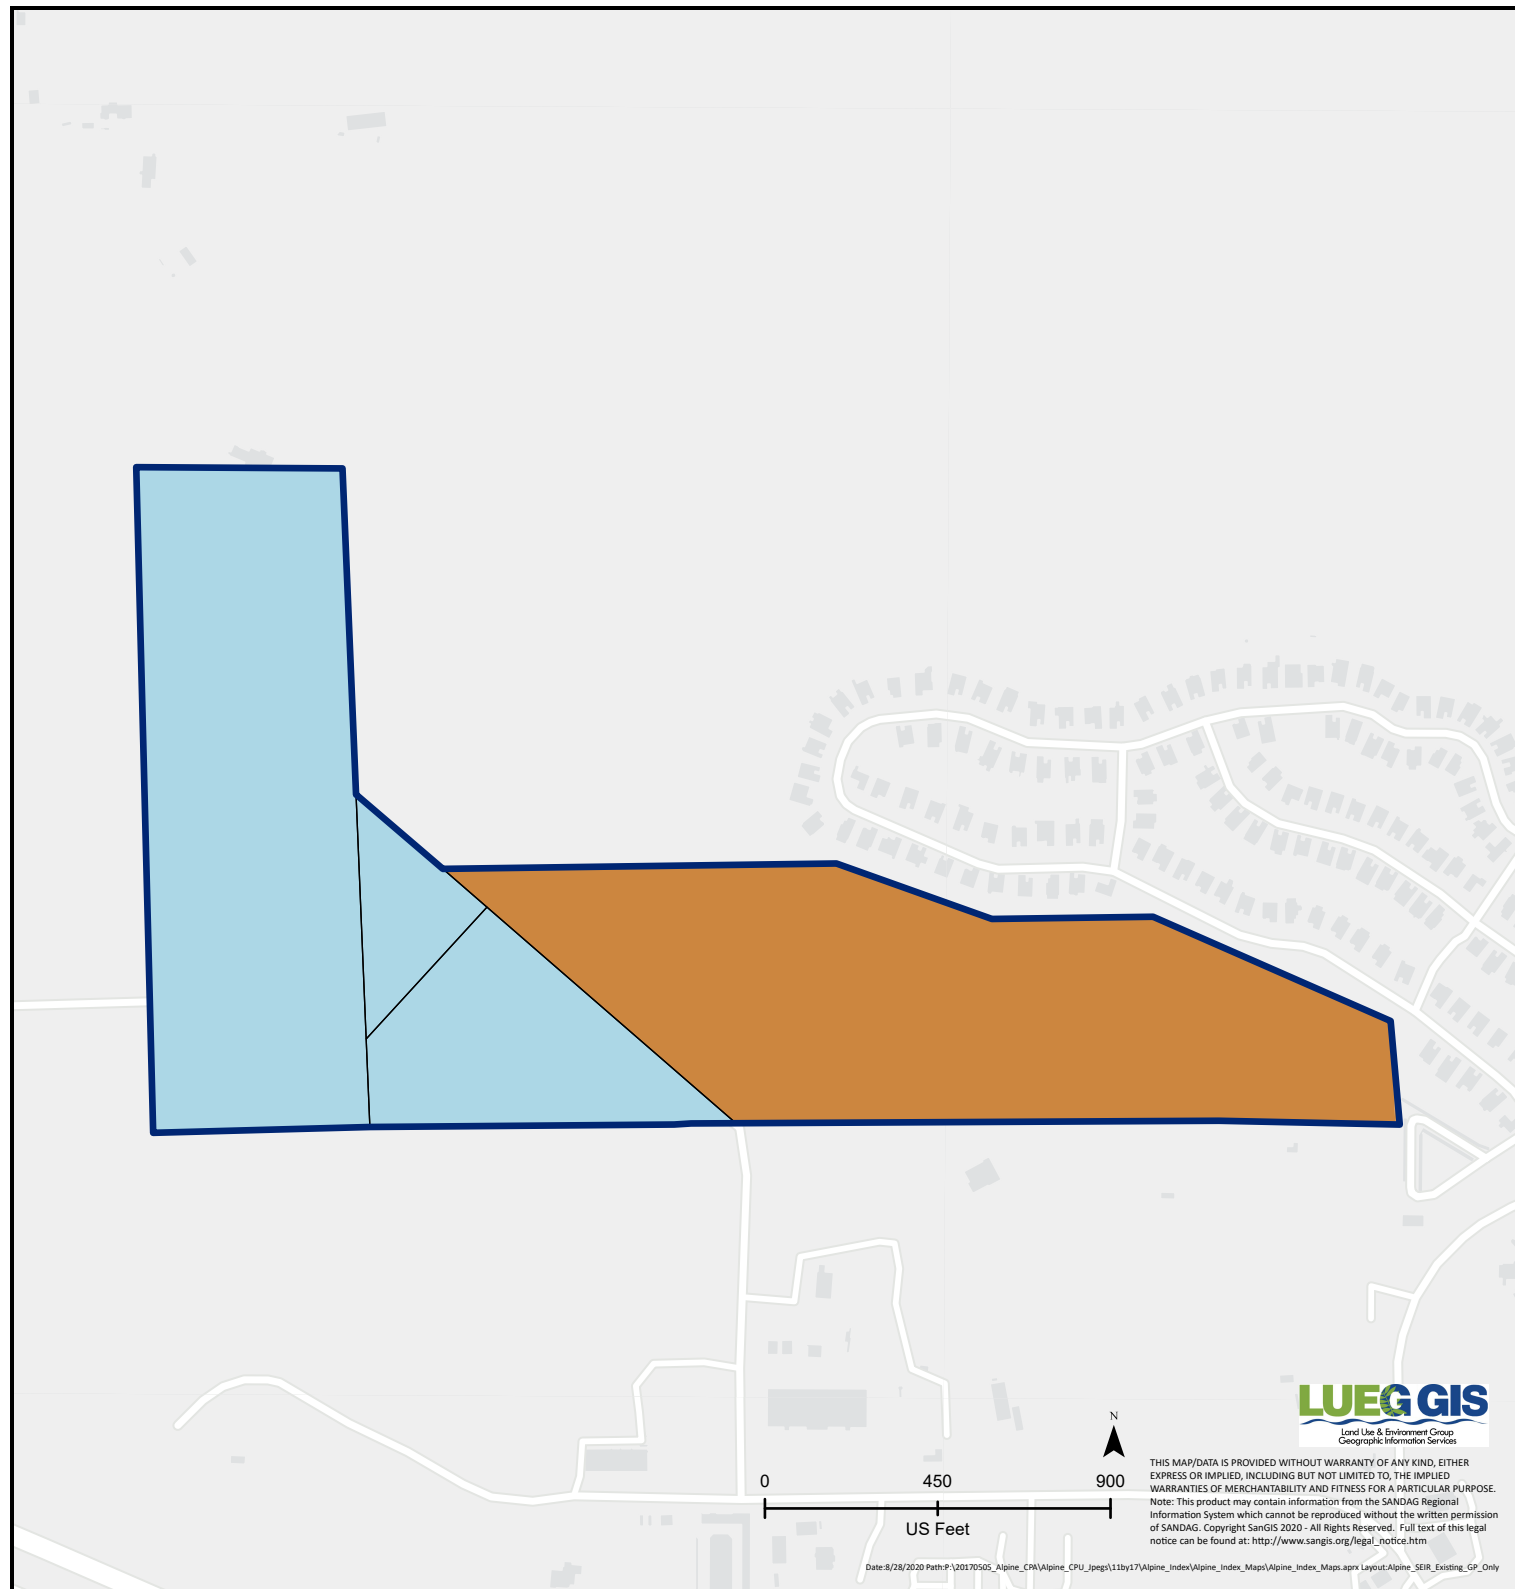 LUEG GIS
Land Use & Environment Group
Geographic Information Services
N
0 450 900
US Feet
THIS MAP/DATA IS PROVIDED WITHOUT WARRANTY OF ANY KIND, EITHER
EXPRESS OR IMPLIED, INCLUDING BUT NOT LIMITED TO, THE IMPLIED
WARRANTIES OF MERCHANTABILITY AND FITNESS FOR A PARTICULAR PURPOSE.
Note: This product may contain information from the SANDAG Regional
Information System which cannot be reproduced without the written permission
of SANDAG. Copyright SanGIS 2020 - All Rights Reserved. Full text of this legal
notice can be found at: http://www.sangis.org/legal_notice.htm
Date:8/28/2020 Path:P:\20170505_Alpine_CPA\Alpine_CPU_Jpegs\11by17\Alpine_Index\Alpine_Index_Maps\Alpine_Index_Maps.aprx Layout:Alpine_SEIR_Existing_GP_Only